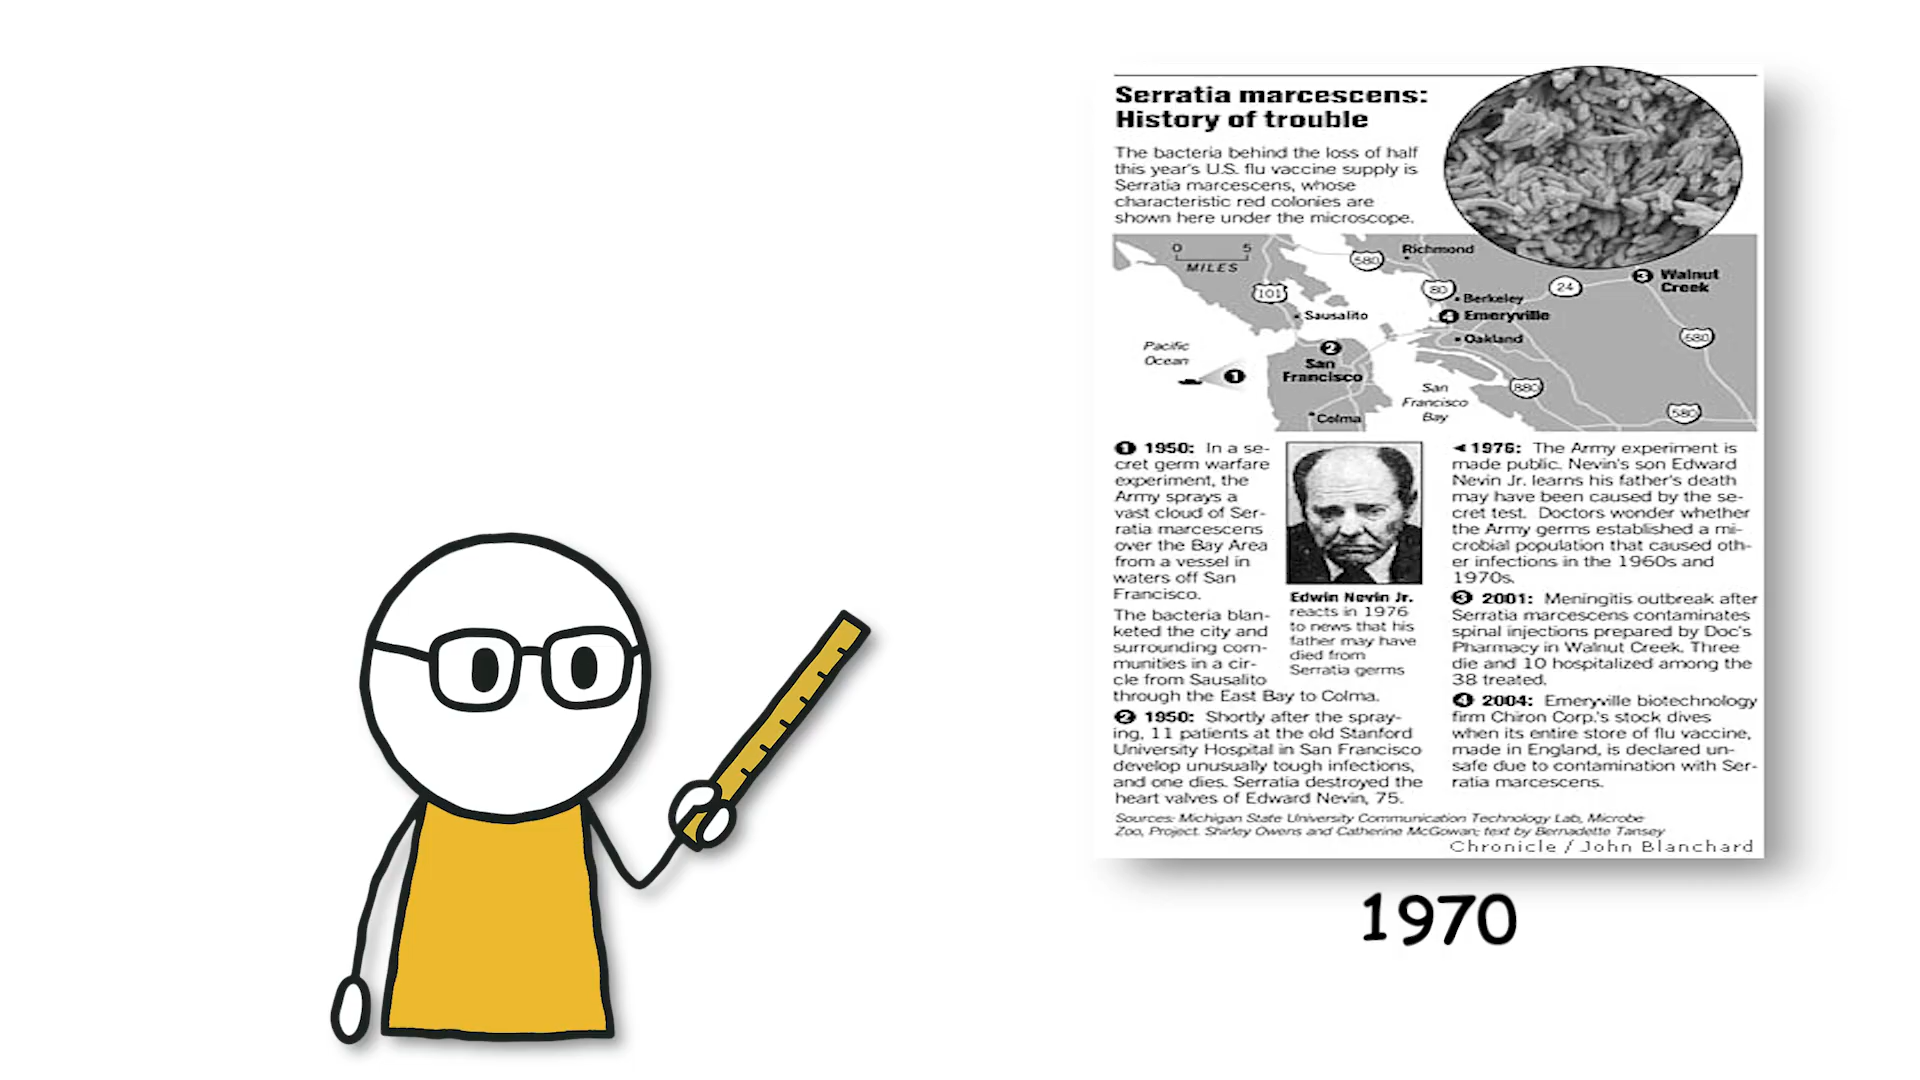 Serratia marcescens:
History of trouble
The bacteria behind the loss of half
this year's U.S. flu vaccine supply is
Serratia marcescens, whose
characteristic red colonies are
shown here under the microscope.
0 5
MILES
101
580
Richmond
80
Berkeley
24
3 Walnut
Creek
Sausalito
4 Emeryville
Oakland
580
Pacific
Ocean
1
2
San
Francisco
San
Francisco
Bay
880
580
Colma
1 1950: In a se-
cret germ warfare
experiment, the
Army sprays a
vast cloud of Ser-
ratia marcescens
over the Bay Area
from a vessel in
waters off San
Francisco.
The bacteria blan-
keted the city and
surrounding com-
munities in a cir-
cle from Sausalito
through the East Bay to Colma.
2 1950: Shortly after the spray-
ing, 11 patients at the old Stanford
University Hospital in San Francisco
develop unusually tough infections,
and one dies. Serratia destroyed the
heart valves of Edward Nevin, 75.
Edwin Nevin Jr.
reacts in 1976
to news that his
father may have
died from
Serratia germs
◄1976: The Army experiment is
made public. Nevin's son Edward
Nevin Jr. learns his father's death
may have been caused by the se-
cret test. Doctors wonder whether
the Army germs established a mi-
crobial population that caused oth-
er infections in the 1960s and
1970s.
3 2001: Meningitis outbreak after
Serratia marcescens contaminates
spinal injections prepared by Doc's
Pharmacy in Walnut Creek. Three
die and 10 hospitalized among the
38 treated.
4 2004: Emeryville biotechnology
firm Chiron Corp.'s stock dives
when its entire store of flu vaccine,
made in England, is declared un-
safe due to contamination with Ser-
ratia marcescens.
Sources: Michigan State University Communication Technology Lab, Microbe
Zoo, Project. Shirley Owens and Catherine McGowan; text by Bernadette Tansey
Chronicle / John Blanchard
1970